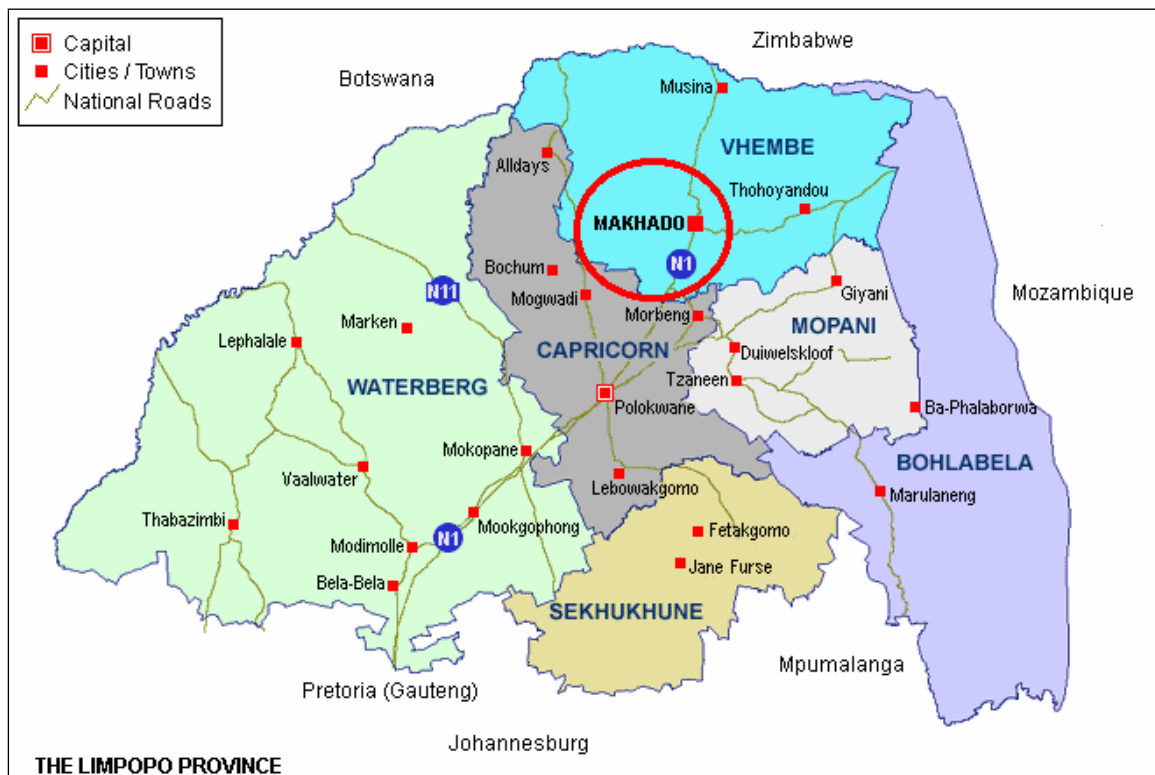 Capital
Cities / Towns
National Roads
Zimbabwe
Botswana
Musina
VHEMBE
Alldays
Thohoyandou
MAKHADO
N1
Bochum
Giyani
N11
Mogwadi
Mozambique
Morbeng
MOPANI
Marken
Lephalale
CAPRICORN
Duiwelskloof
WATERBERG
Tzaneen
Polokwane
Ba-Phalaborwa
Mokopane
BOHLABELA
Vaalwater
Lebowakgomo
Marulaneng
Thabazimbi
Mookgophong
N1
Fetakgomo
Modimolle
Jane Furse
Bela-Bela
SEKHUKHUNE
Mpumalanga
Pretoria (Gauteng)
Johannesburg
THE LIMPOPO PROVINCE